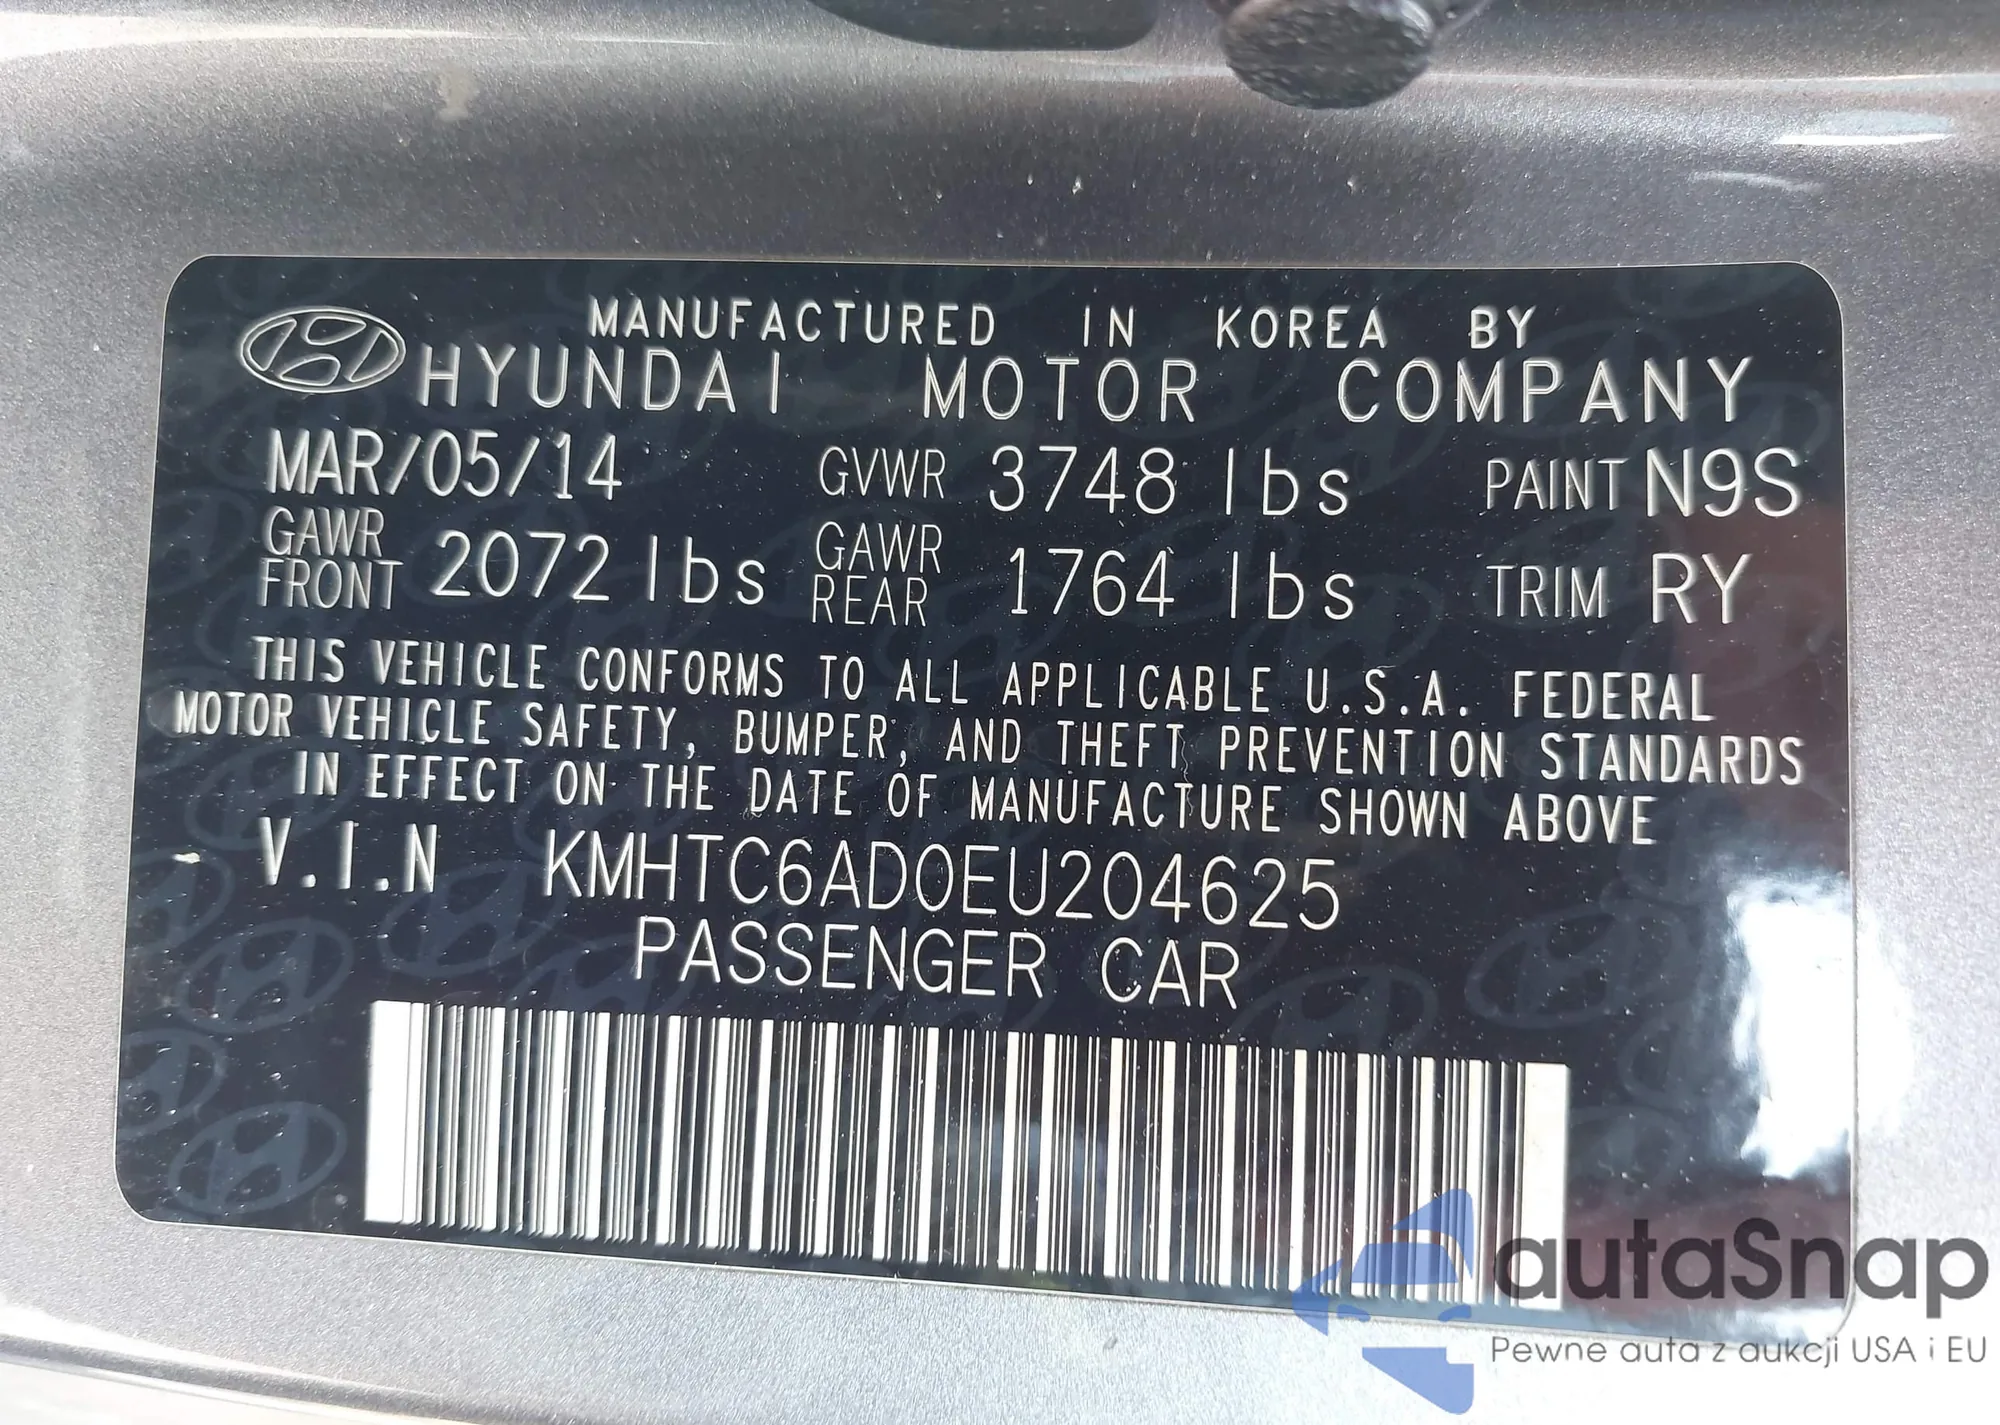 MANUFACTURED IN KOREA BY
HYUNDAI MOTOR COMPANY
MAR/05/14 GVWR 3748 lbs PAINT N9S
GAWR FRONT 2072 lbs GAWR REAR 1764 lbs TRIM RY
THIS VEHICLE CONFORMS TO ALL APPLICABLE U.S.A. FEDERAL
MOTOR VEHICLE SAFETY, BUMPER, AND THEFT PREVENTION STANDARDS
IN EFFECT ON THE DATE OF MANUFACTURE SHOWN ABOVE
V.I.N KMHTC6AD0EU204625
PASSENGER CAR
autaSnap
Pewne auta z aukcji USA i EU